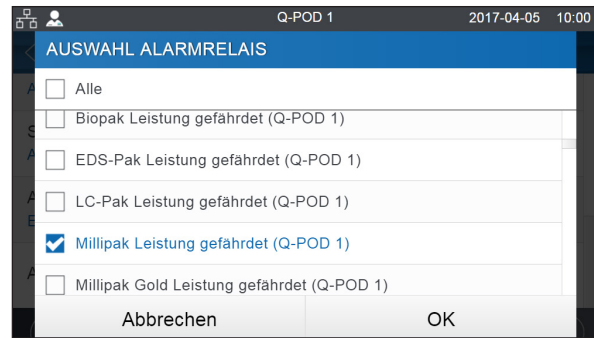 Q-POD 1 2017-04-05 10:00
AUSWAHL ALARMRELAIS
Alle
Biopak Leistung gefährdet (Q-POD 1)
EDS-Pak Leistung gefährdet (Q-POD 1)
LC-Pak Leistung gefährdet (Q-POD 1)
Millipak Leistung gefährdet (Q-POD 1)
Millipak Gold Leistung gefährdet (Q-POD 1)
Abbrechen OK